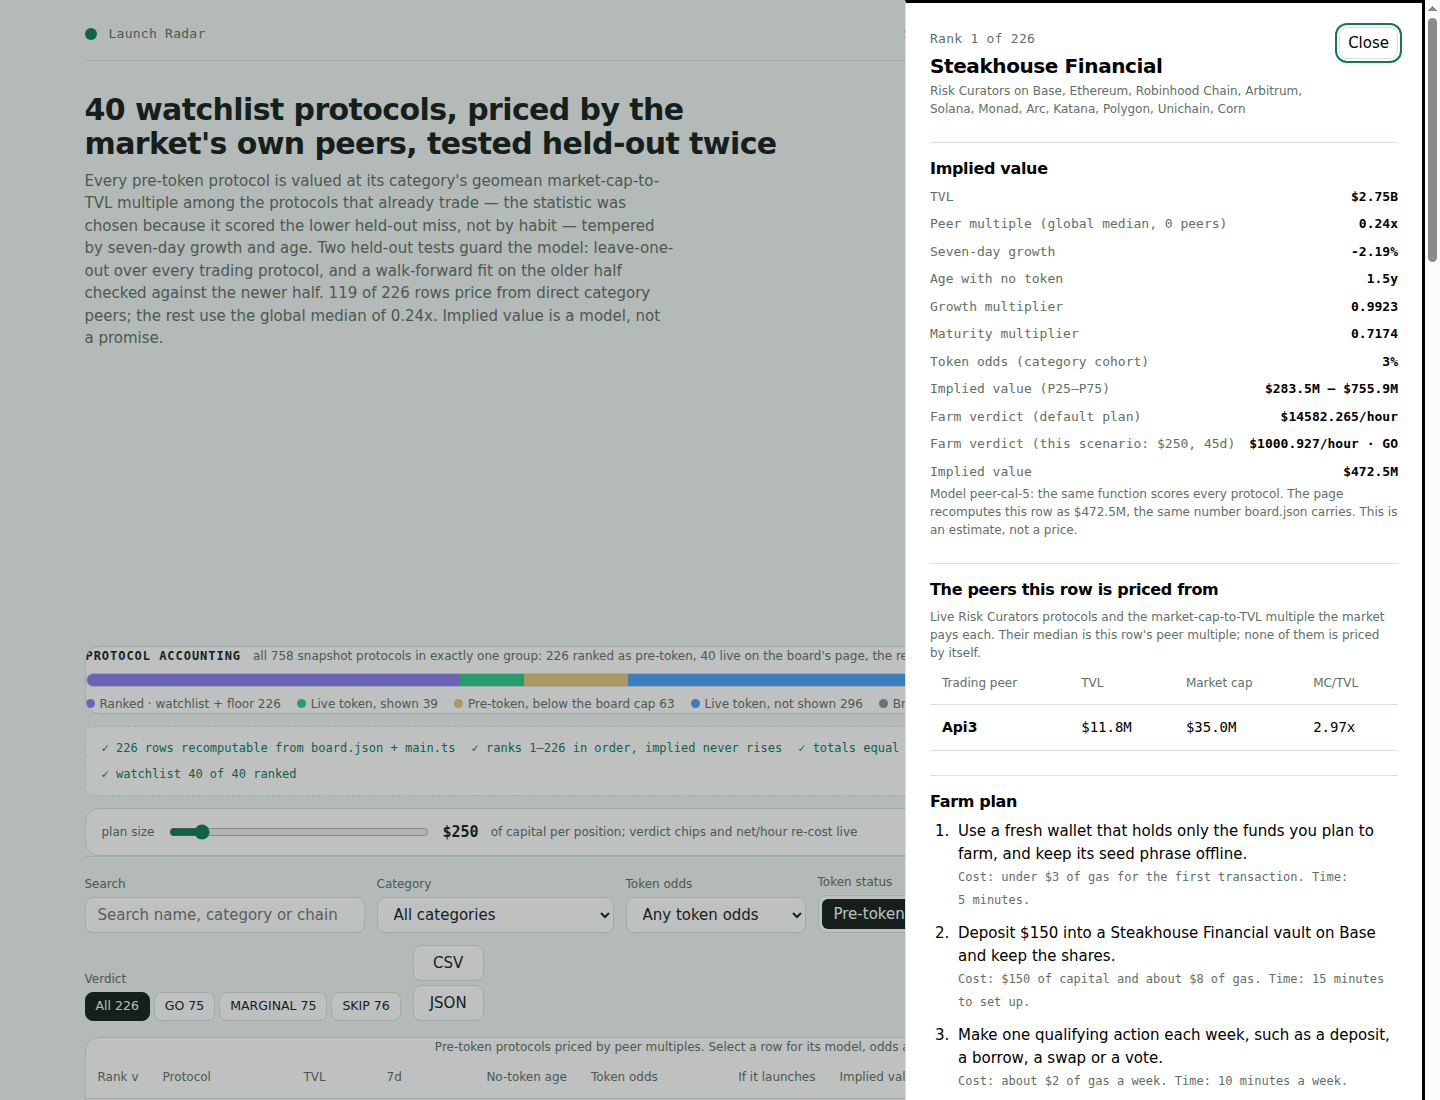 Launch Radar
40 watchlist protocols, priced by the
market's own peers, tested held-out twice
Every pre-token protocol is valued at its category's geomean market-cap-to-
TVL multiple among the protocols that already trade — the statistic was
chosen because it scored the lower held-out miss, not by habit — tempered
by seven-day growth and age. Two held-out tests guard the model: leave-one-
out over every trading protocol, and a walk-forward fit on the older half
checked against the newer half. 119 of 226 rows price from direct category
peers; the rest use the global median of 0.24x. Implied value is a model, not
a promise.
PROTOCOL ACCOUNTING all 758 snapshot protocols in exactly one group: 226 ranked as pre-token, 40 live on the board's page, the re
Ranked · watchlist + floor 226 Live token, shown 39 Pre-token, below the board cap 63 Live token, not shown 296 Br
✓ 226 rows recomputable from board.json + main.ts ✓ ranks 1–226 in order, implied never rises ✓ totals equal
✓ watchlist 40 of 40 ranked
plan size $250 of capital per position; verdict chips and net/hour re-cost live
Search Category Token odds Token status
Search name, category or chain All categories Any token odds Pre-token
Verdict
All 226 GO 75 MARGINAL 75 SKIP 76
CSV
JSON
Pre-token protocols priced by peer multiples. Select a row for its model, odds a
Rank v Protocol TVL 7d No-token age Token odds If it launches Implied val
Rank 1 of 226
Close
Steakhouse Financial
Risk Curators on Base, Ethereum, Robinhood Chain, Arbitrum,
Solana, Monad, Arc, Katana, Polygon, Unichain, Corn
Implied value
TVL $2.75B
Peer multiple (global median, 0 peers) 0.24x
Seven-day growth -2.19%
Age with no token 1.5y
Growth multiplier 0.9923
Maturity multiplier 0.7174
Token odds (category cohort) 3%
Implied value (P25–P75) $283.5M — $755.9M
Farm verdict (default plan) $14582.265/hour
Farm verdict (this scenario: $250, 45d) $1000.927/hour · GO
Implied value $472.5M
Model peer-cal-5: the same function scores every protocol. The page
recomputes this row as $472.5M, the same number board.json carries. This is
an estimate, not a price.
The peers this row is priced from
Live Risk Curators protocols and the market-cap-to-TVL multiple the market
pays each. Their median is this row's peer multiple; none of them is priced
by itself.
Trading peer TVL Market cap MC/TVL
Api3 $11.8M $35.0M 2.97x
Farm plan
1. Use a fresh wallet that holds only the funds you plan to
farm, and keep its seed phrase offline.
Cost: under $3 of gas for the first transaction. Time:
5 minutes.
2. Deposit $150 into a Steakhouse Financial vault on Base
and keep the shares.
Cost: $150 of capital and about $8 of gas. Time: 15 minutes
to set up.
3. Make one qualifying action each week, such as a deposit,
a borrow, a swap or a vote.
Cost: about $2 of gas a week. Time: 10 minutes a week.